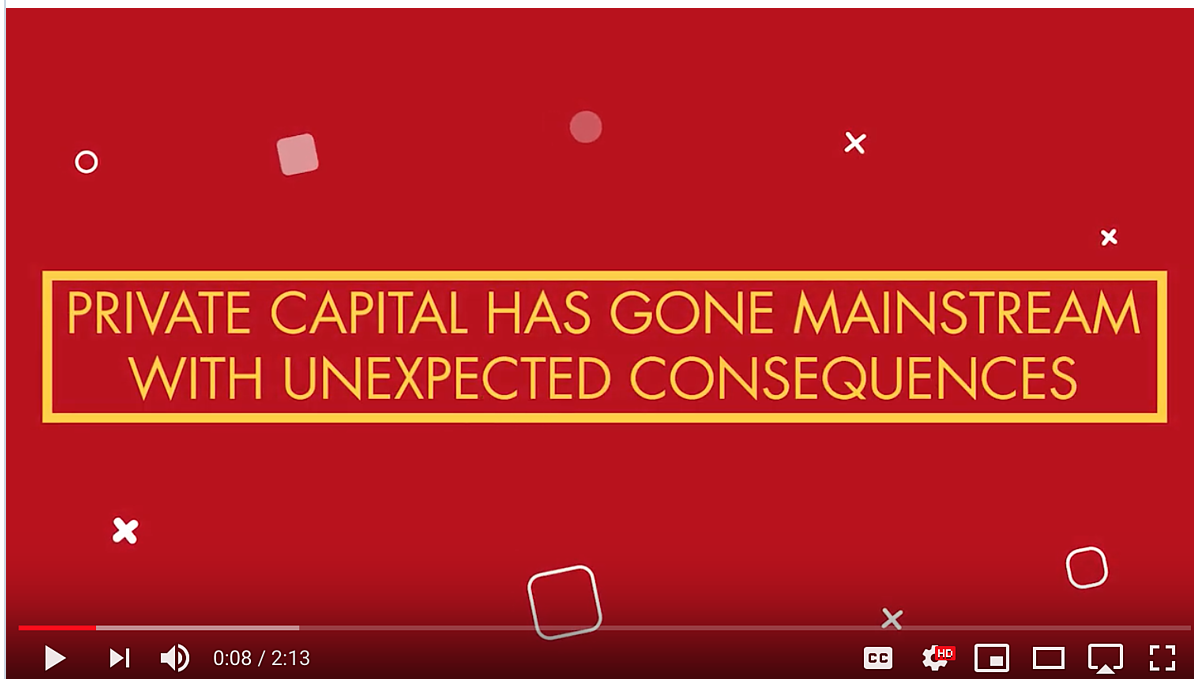 PRIVATE CAPITAL HAS GONE MAINSTREAM
WITH UNEXPECTED CONSEQUENCES
0:08 / 2:13
CC
HD